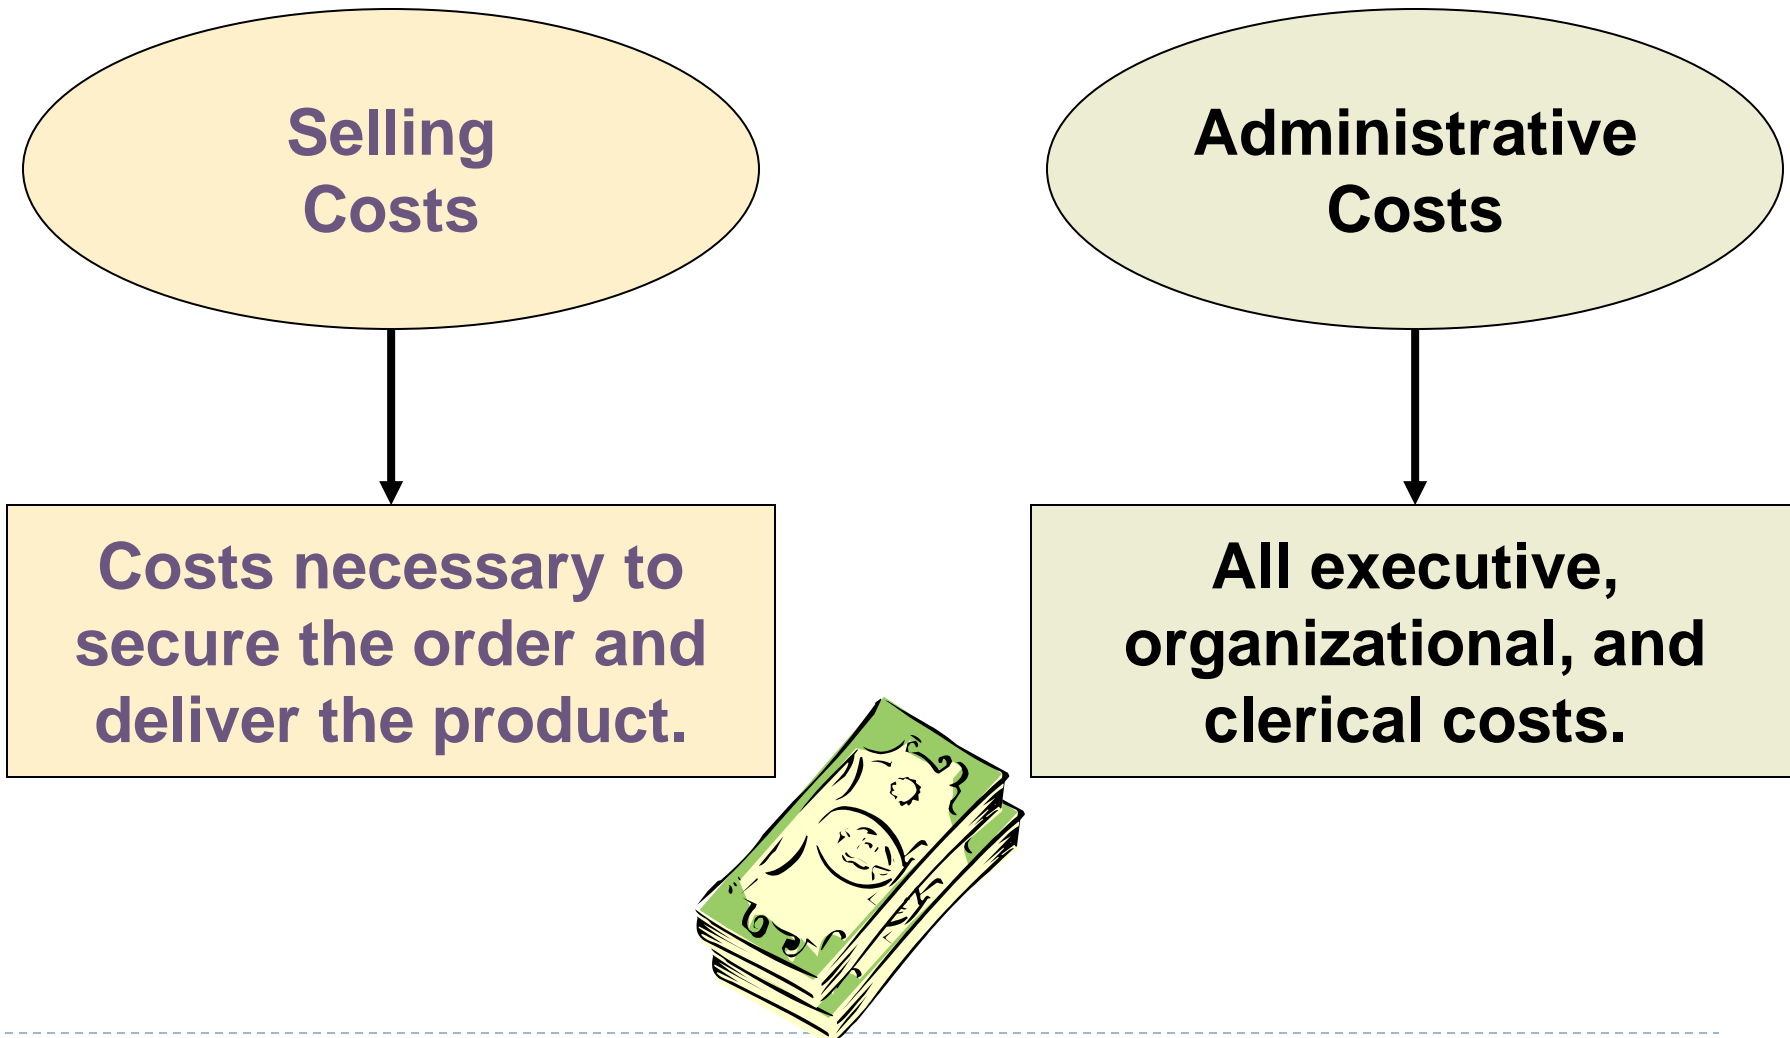 Selling
Costs
Administrative
Costs
Costs necessary to
secure the order and
deliver the product.
All executive,
organizational, and
clerical costs.